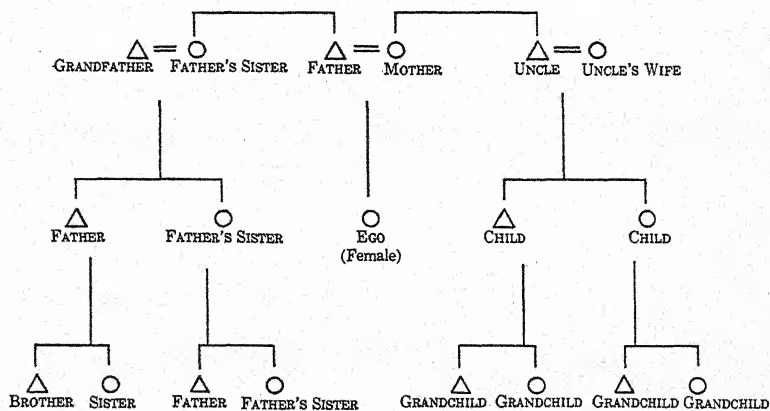 GRANDFATHER FATHER'S SISTER FATHER MOTHER UNCLE UNCLE'S WIFE
FATHER FATHER'S SISTER EGO CHILD CHILD
(Female)
BROTHER SISTER FATHER FATHER'S SISTER GRANDCHILD GRANDCHILD GRANDCHILD GRANDCHILD